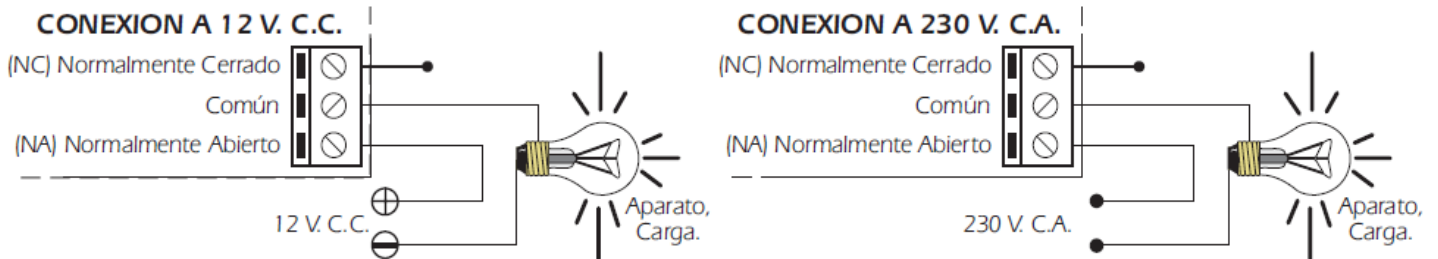 CONEXION A 12 V. C.C.
(NC) Normalmente Cerrado
Común
(NA) Normalmente Abierto
12 V. C.C.
Aparato,
Carga.
CONEXION A 230 V. C.A.
(NC) Normalmente Cerrado
Común
(NA) Normalmente Abierto
230 V. C.A.
Aparato,
Carga.